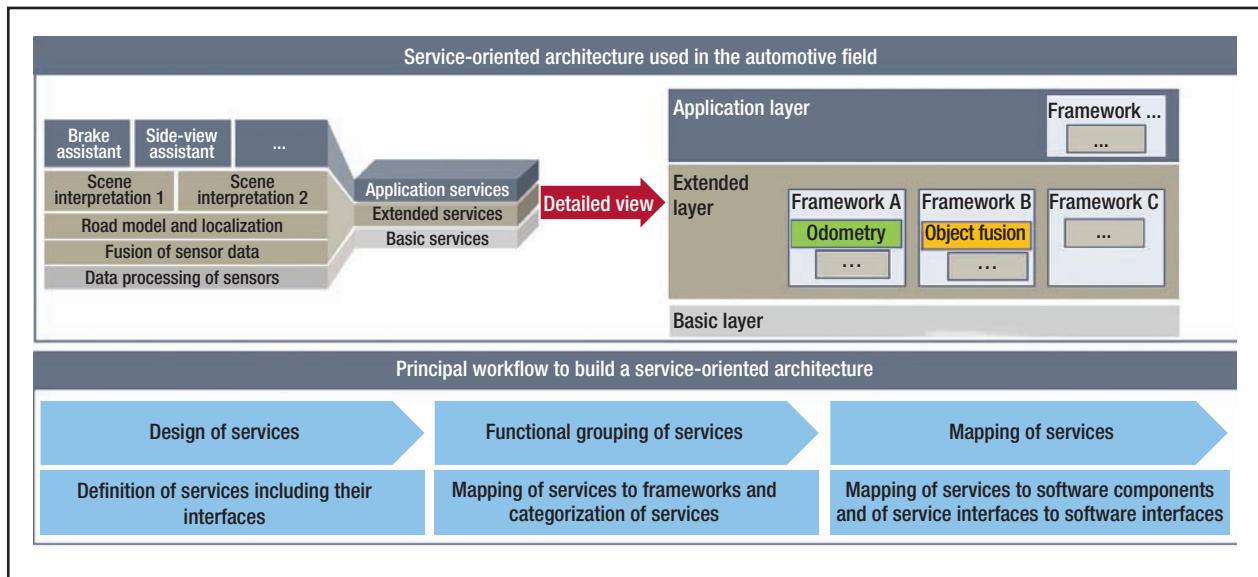 Service-oriented architecture used in the automotive field
Brake
assistant
Side-view
assistant
...
Scene
interpretation 1
Scene
interpretation 2
Road model and localization
Fusion of sensor data
Data processing of sensors
Application services
Extended services
Basic services
Detailed view
Application layer
Framework ...
...
Extended
layer
Framework A
Odometry
...
Framework B
Object fusion
...
Framework C
...
Basic layer
Principal workflow to build a service-oriented architecture
Design of services
Functional grouping of services
Mapping of services
Definition of services including their
interfaces
Mapping of services to frameworks and
categorization of services
Mapping of services to software components
and of service interfaces to software interfaces